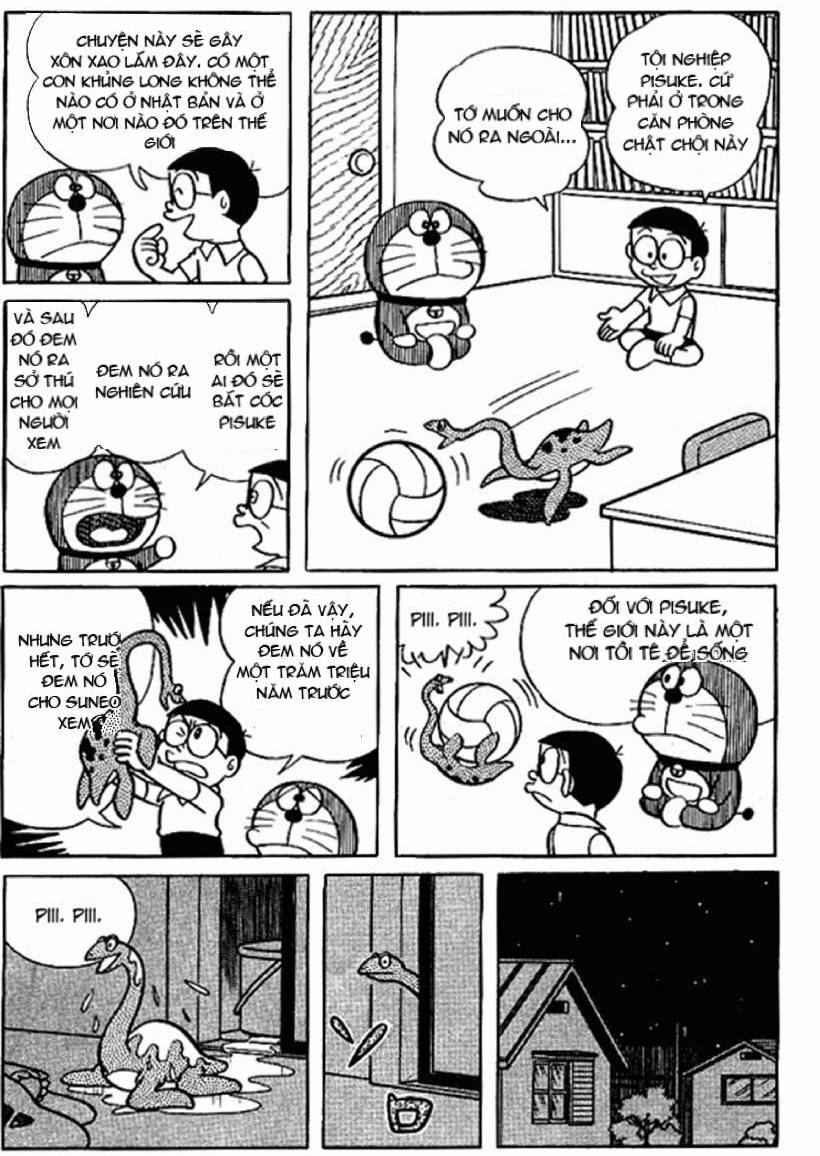 TỘI NGHIỆP
PISUKE. CỨ
PHẢI Ở TRONG
CĂN PHÒNG
CHẬT CHỘI NÀY
TỚ MUỐN CHO
NÓ RA NGOÀI...
CHUYỆN NÀY SẼ GÂY
XÔN XAO LẮM ĐÂY. CÓ MỘT
CON KHỦNG LONG KHÔNG THỂ
NÀO CÓ Ở NHẬT BẢN VÀ Ở
MỘT NƠI NÀO ĐÓ TRÊN THẾ
GIỚI
RỒI MỘT
AI ĐÓ SẼ
BẮT CÓC
PISUKE
ĐEM NÓ RA
NGHIÊN CỨU
VÀ SAU
ĐÓ ĐEM
NÓ RA
SỞ THÚ
CHO MỌI
NGƯỜI
XEM
ĐỐI VỚI PISUKE,
THẾ GIỚI NÀY LÀ MỘT
NƠI TỒI TỆ ĐỂ SỐNG
PIII. PIII.
NẾU ĐÃ VẬY,
CHÚNG TA HÃY
ĐEM NÓ VỀ
MỘT TRĂM TRIỆU
NĂM TRƯỚC
NHƯNG TRƯỚ
HẾT, TỚ SẼ
ĐEM NÓ
CHO SUNEO
XEM
PIII. PIII.